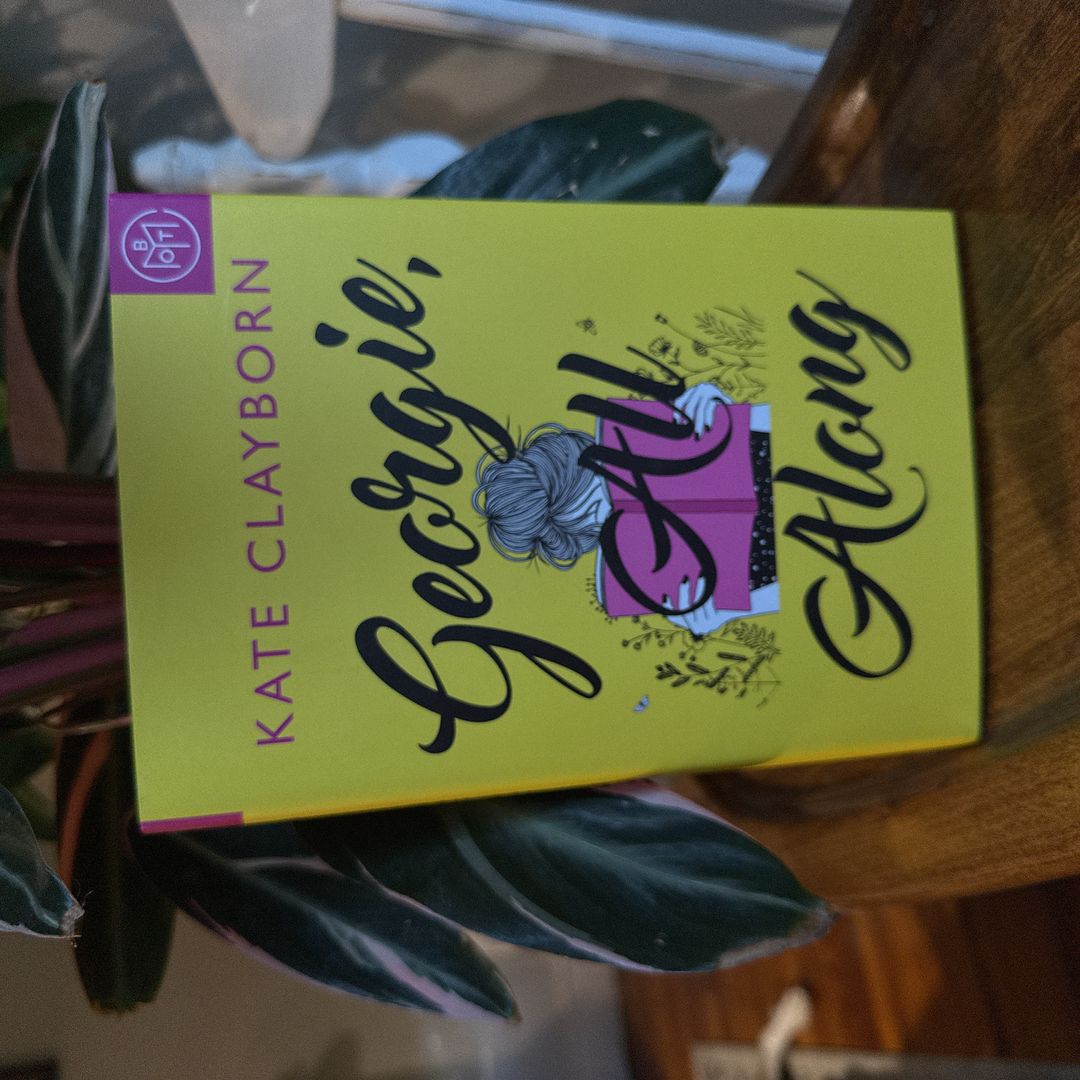 BOTM
KATE CLAYBORN
Georgie,
All
Along